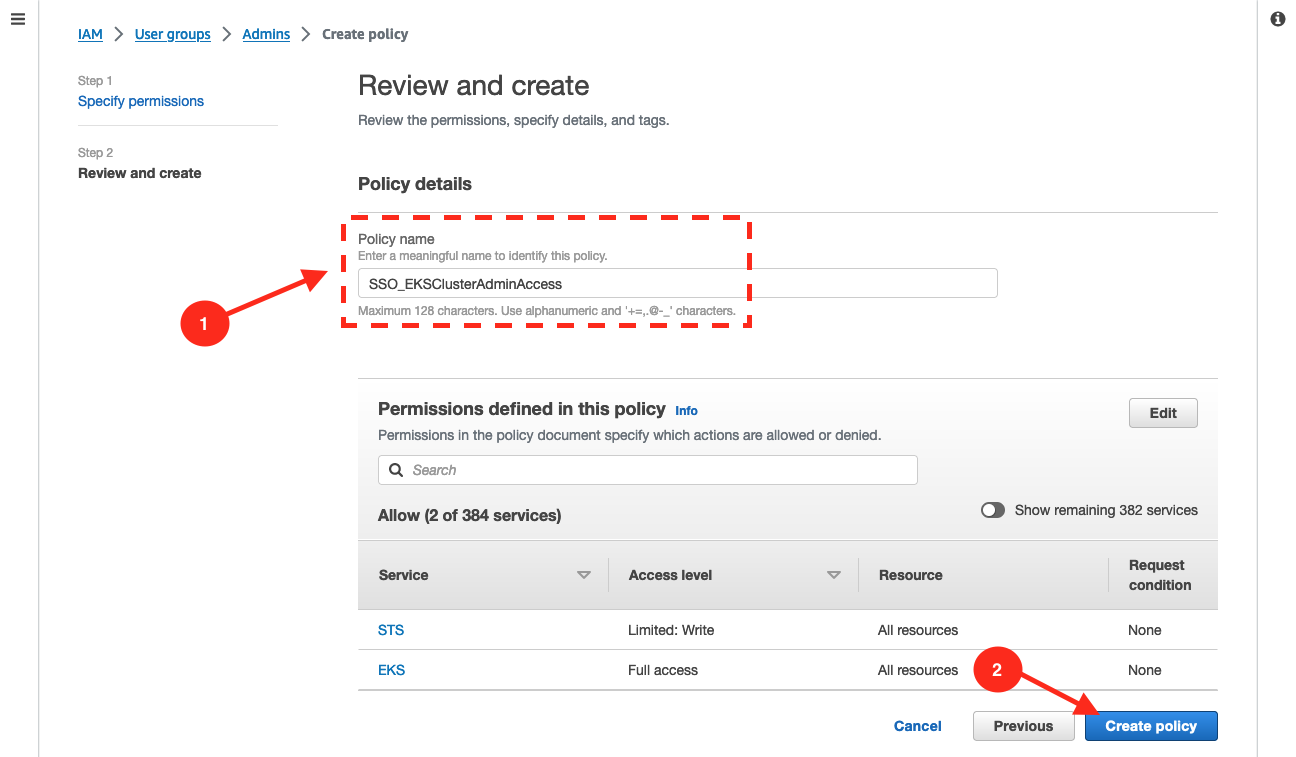 IAM > User groups > Admins > Create policy
Step 1
Specify permissions
Step 2
Review and create
Review and create
Review the permissions, specify details, and tags.
Policy details
Policy name
Enter a meaningful name to identify this policy.
SSO_EKSClusterAdminAccess
Maximum 128 characters. Use alphanumeric and '+=,.@-_' characters.
1
Permissions defined in this policy Info
Edit
Permissions in the policy document specify which actions are allowed or denied.
Search
Allow (2 of 384 services)
Show remaining 382 services
Service Access level Resource Request condition
STS Limited: Write All resources None
EKS Full access All resources None
2
Cancel Previous Create policy